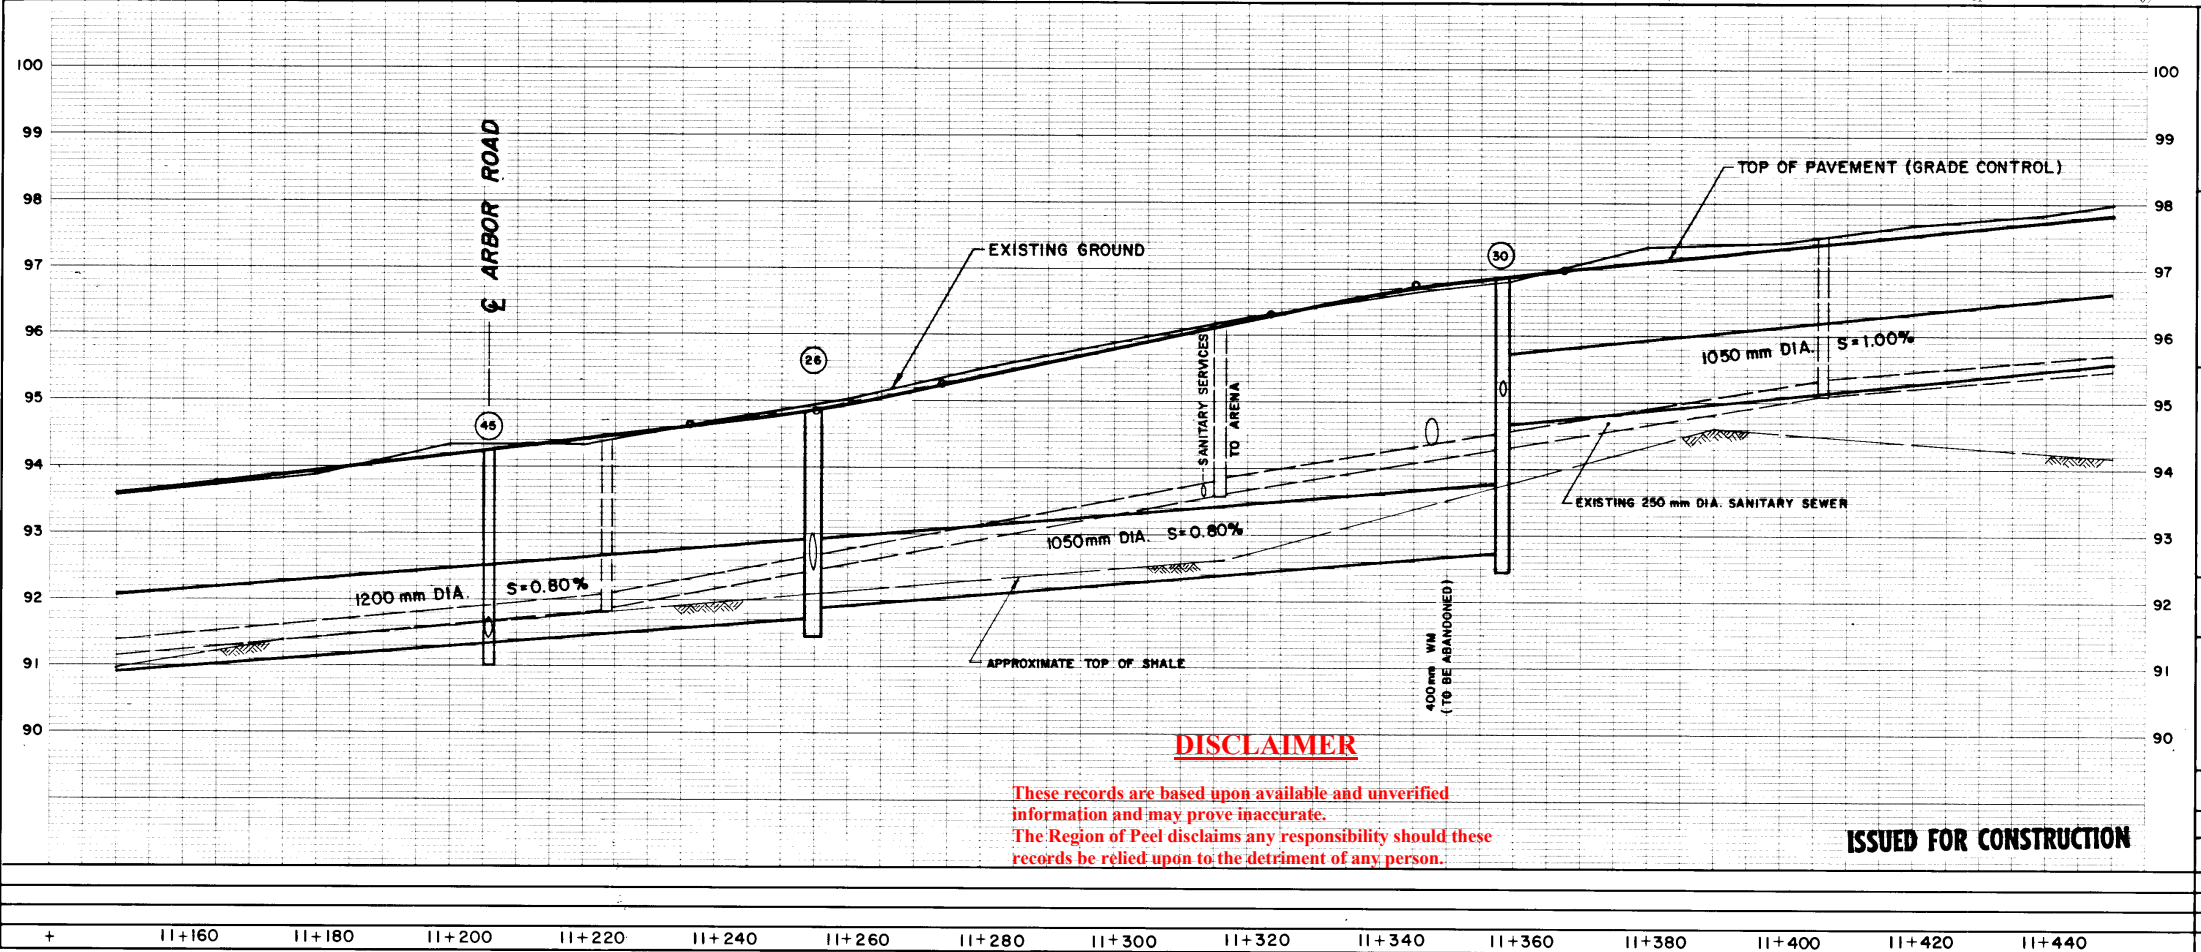 100
99
98
97
96
95
94
93
92
91
90
℄ ARBOR ROAD
45
26
30
EXISTING GROUND
TOP OF PAVEMENT (GRADE CONTROL)
SANITARY SERVICES
TO ARENA
1200 mm DIA. S=0.80%
1050mm DIA. S=0.80%
1050 mm DIA. S=1.00%
EXISTING 250 mm DIA. SANITARY SEWER
APPROXIMATE TOP OF SHALE
400mm WM
(TO BE ABANDONED)
100
99
98
97
96
95
94
93
92
91
90
DISCLAIMER
These records are based upon available and unverified
information and may prove inaccurate.
The Region of Peel disclaims any responsibility should these
records be relied upon to the detriment of any person.
ISSUED FOR CONSTRUCTION
+ 11+160 11+180 11+200 11+220 11+240 11+260 11+280 11+300 11+320 11+340 11+360 11+380 11+400 11+420 11+440